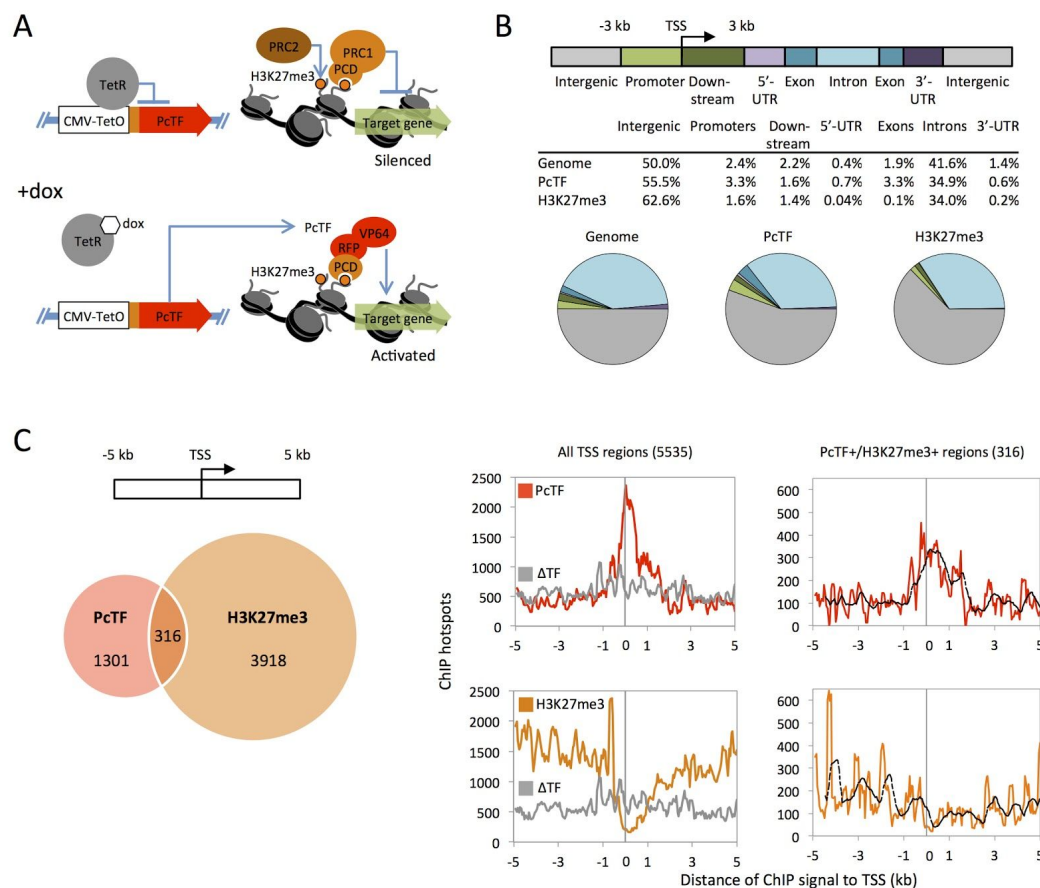 A
TetR
CMV-TetO
PcTF
PRC2
PRC1
H3K27me3
PCD
Target gene
Silenced
+dox
TetR
dox
PcTF
VP64
RFP
H3K27me3
PCD
CMV-TetO
PcTF
Target gene
Activated
B
-3 kb TSS 3 kb
Intergenic Promoter Down-stream 5’-UTR Exon Intron Exon 3’-UTR Intergenic
Intergenic Promoters Down-stream 5’-UTR Exons Introns 3’-UTR
Genome 50.0% 2.4% 2.2% 0.4% 1.9% 41.6% 1.4%
PcTF 55.5% 3.3% 1.6% 0.7% 3.3% 34.9% 0.6%
H3K27me3 62.6% 1.6% 1.4% 0.04% 0.1% 34.0% 0.2%
Genome PcTF H3K27me3
C
-5 kb TSS 5 kb
PcTF
1301
316
H3K27me3
3918
ChIP hotspots
All TSS regions (5535)
2500
2000
1500
1000
500
0
PcTF
ΔTF
-5 -3 -1 0 1 3 5
PcTF+/H3K27me3+ regions (316)
600
500
400
300
200
100
0
-5 -3 -1 0 1 3 5
2500
2000
1500
1000
500
0
H3K27me3
ΔTF
-5 -3 -1 0 1 3 5
600
500
400
300
200
100
0
-5 -3 -1 0 1 3 5
Distance of ChIP signal to TSS (kb)